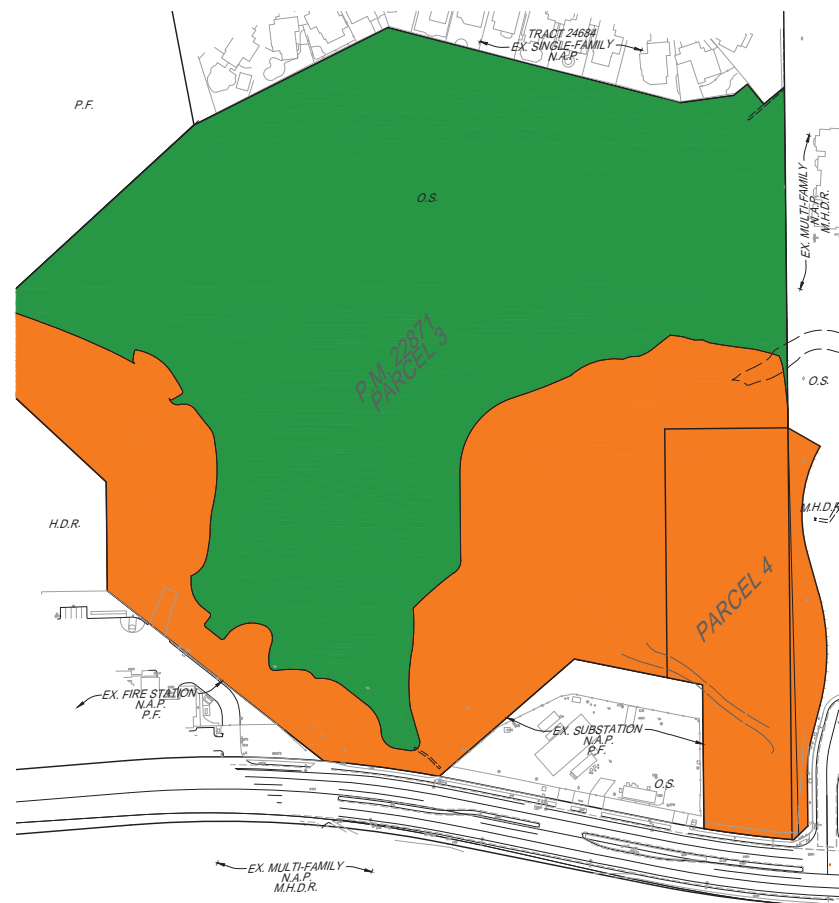 TRACT 24684
EX. SINGLE-FAMILY
N.A.P.
P.F.
EX. MULTI-FAMILY
N.A.P.
M.H.D.R.
O.S.
P.M. 22871
PARCEL 3
O.S.
M.H.D.R.
H.D.R.
PARCEL 4
EX. FIRE STATION
N.A.P.
P.F.
EX. SUBSTATION
N.A.P.
P.F.
O.S.
EX. MULTI-FAMILY
N.A.P.
M.H.D.R.